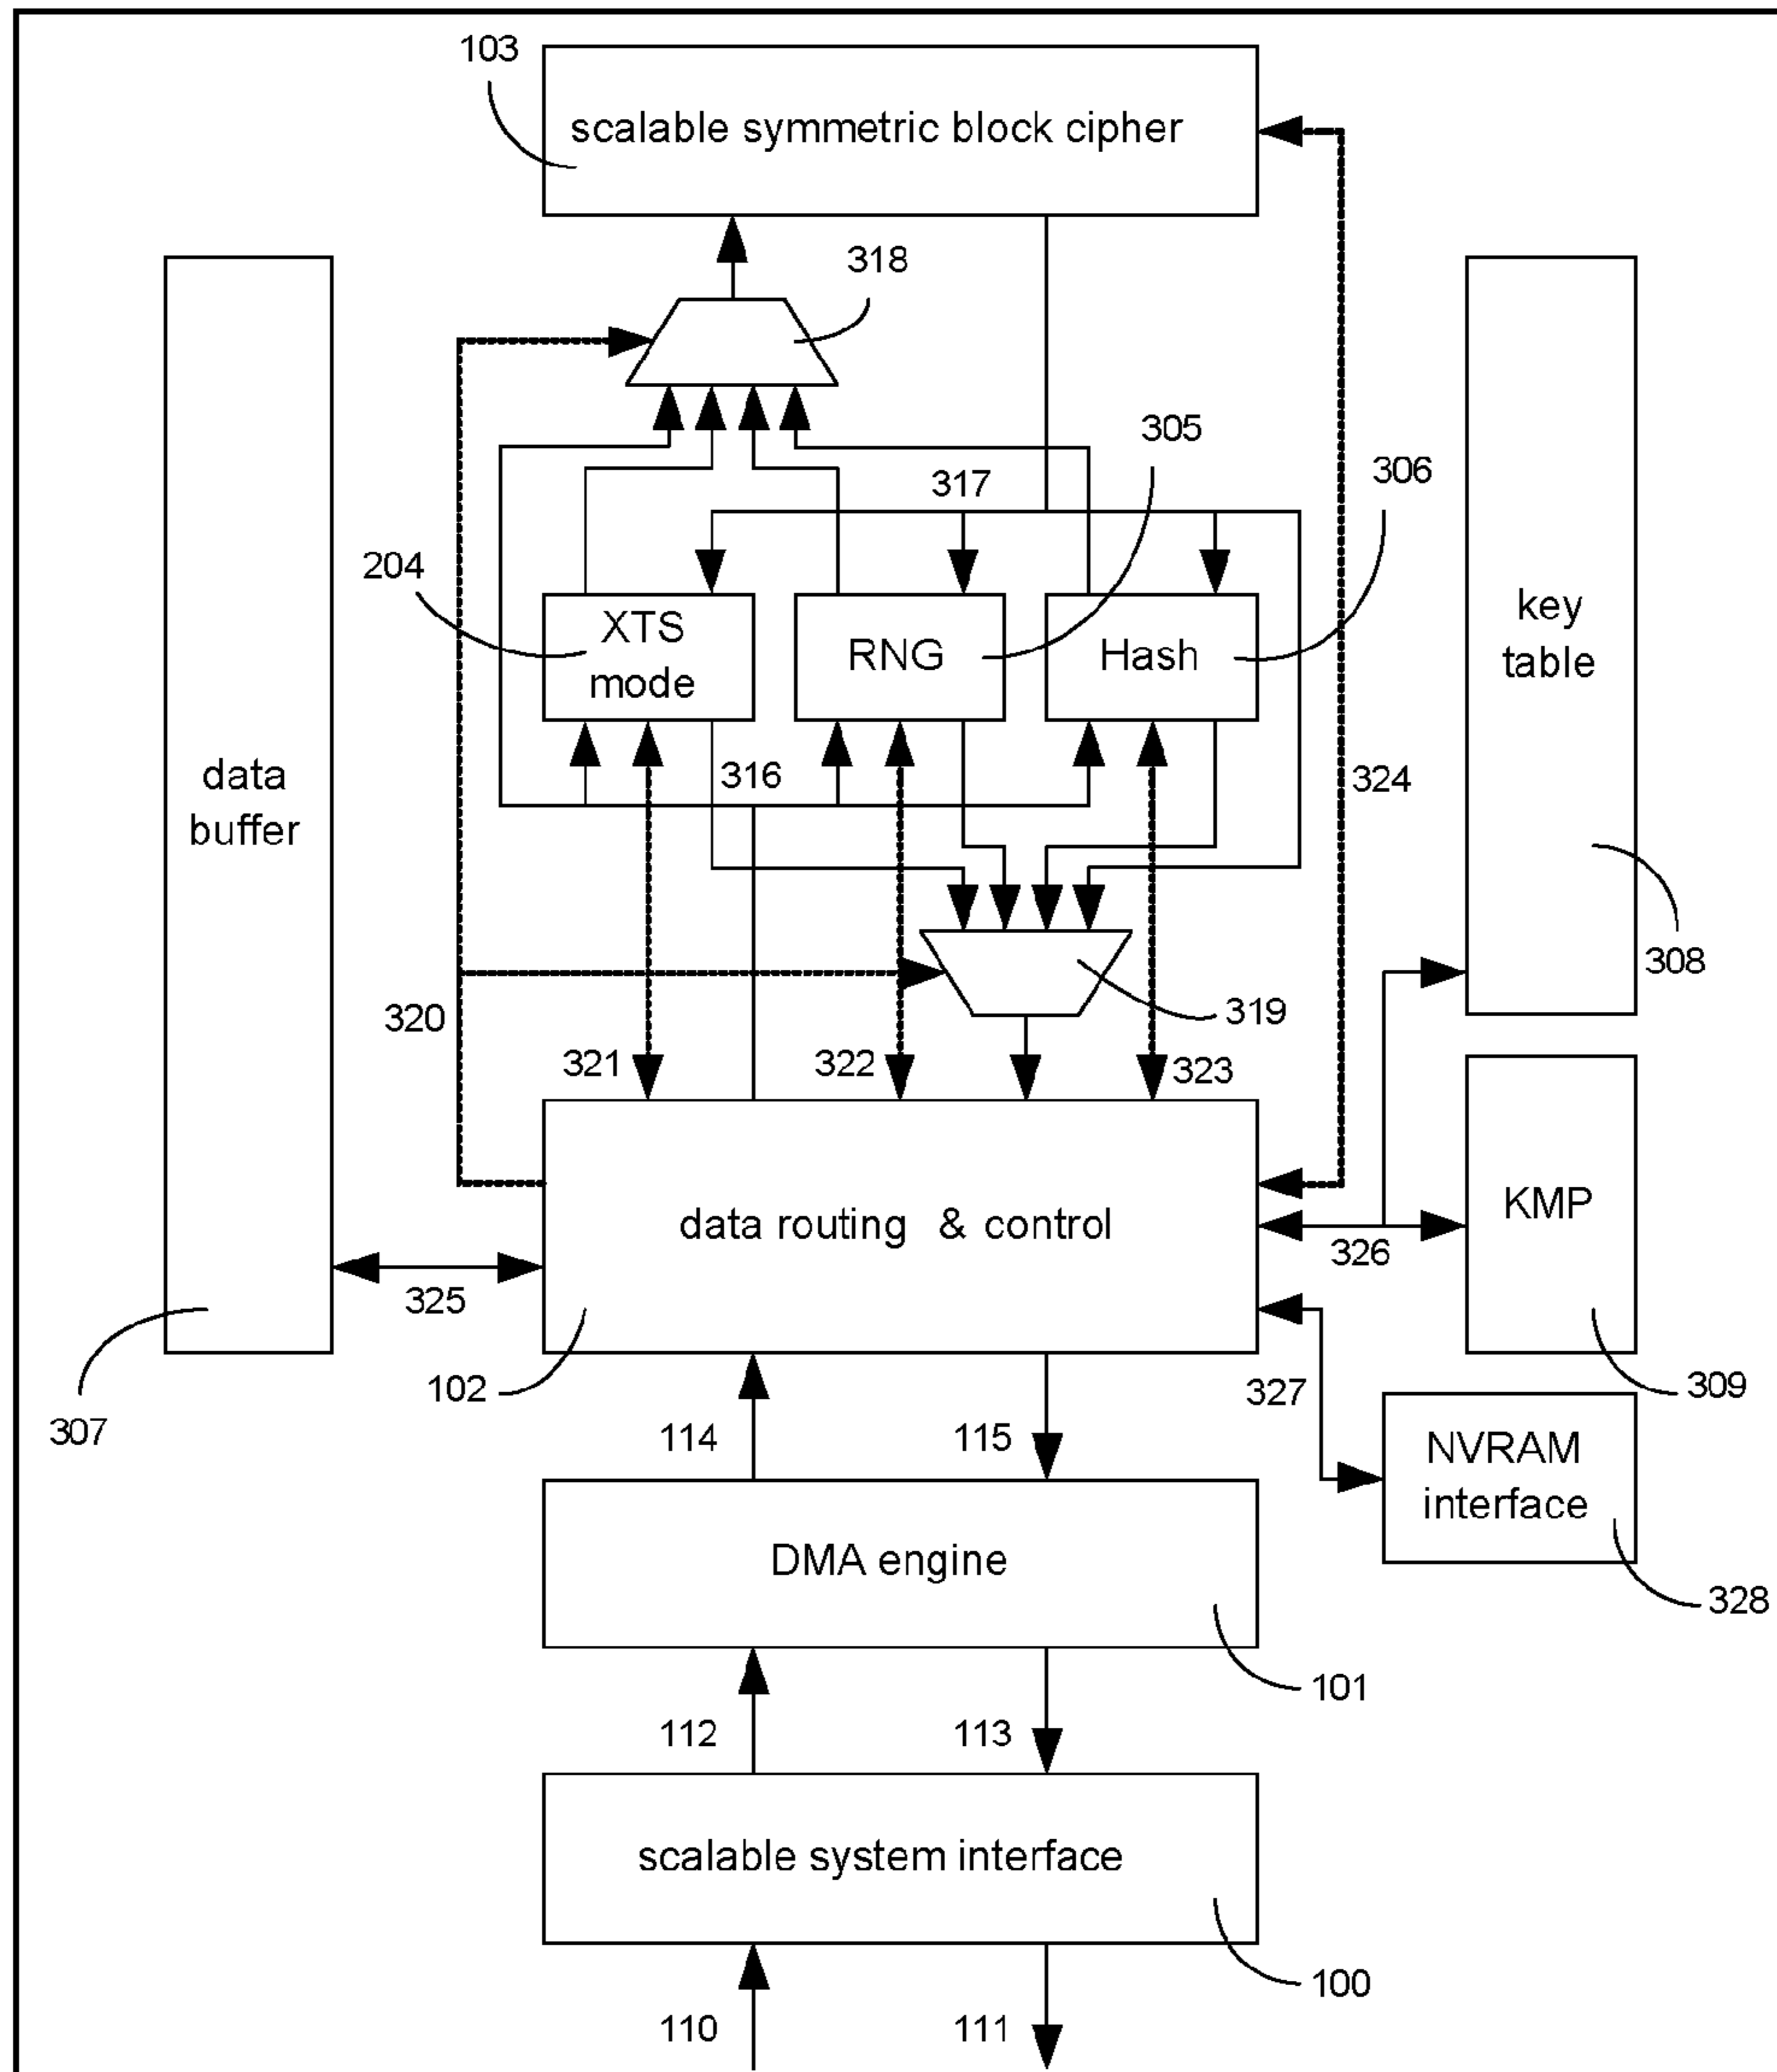 103
scalable symmetric block cipher
318
305
317
306
204
XTS
mode
RNG
Hash
key
table
data
buffer
316
324
308
320
319
321
322
323
KMP
data routing & control
326
325
102
327
309
307
114
115
NVRAM
interface
DMA engine
328
101
112
113
scalable system interface
100
110
111